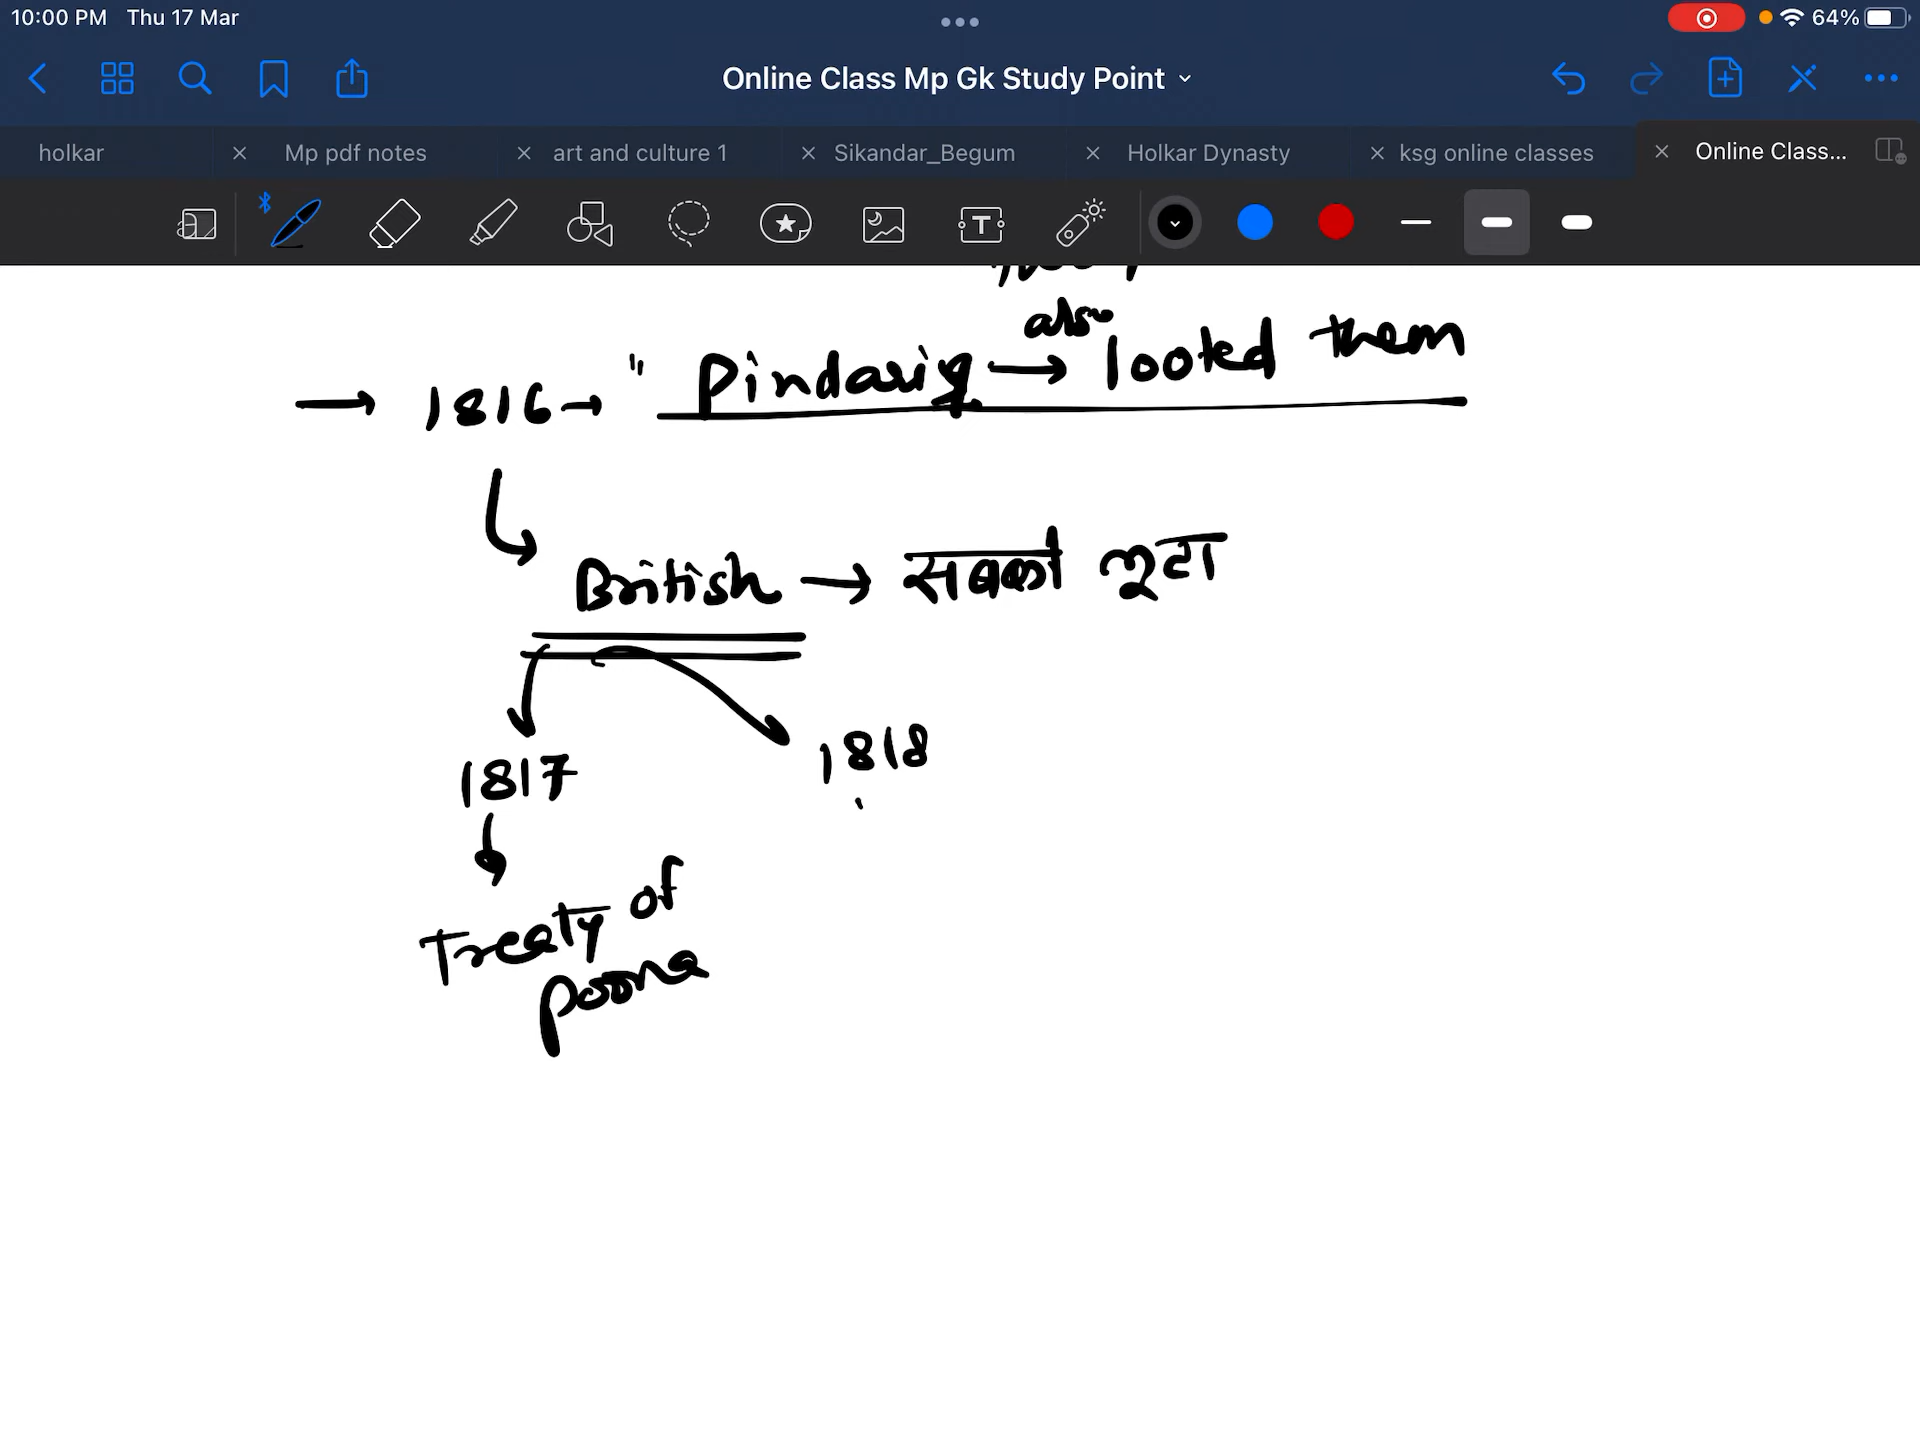 10:00 PM Thu 17 Mar
64%
Online Class Mp Gk Study Point
holkar
Mp pdf notes
art and culture 1
Sikandar_Begum
Holkar Dynasty
ksg online classes
Online Class...
also
→ 1816 → " Pindariy → looted them
British → सबको लूटा
1817
1818
Treaty of
poona